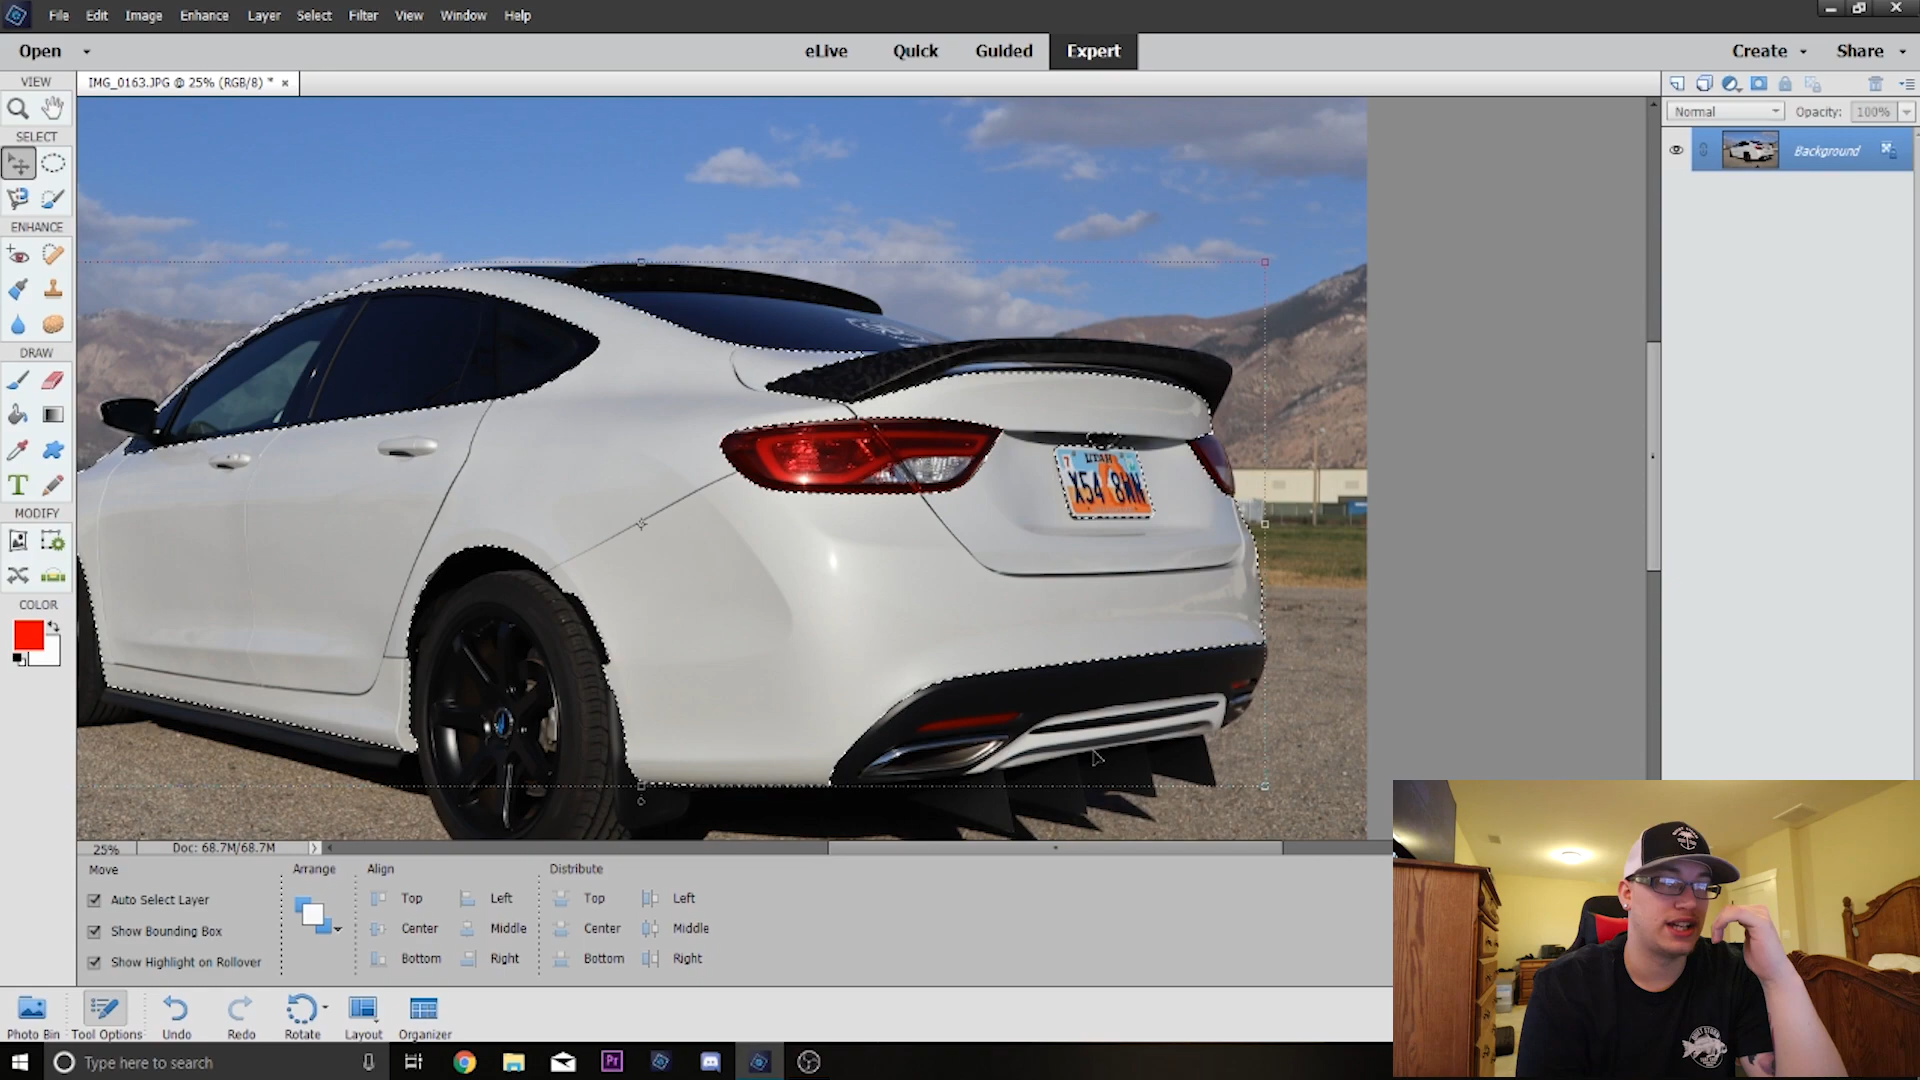 File Edit Image Enhance Layer Select Filter View Window Help
Open eLive Quick Guided Expert Create Share
VIEW IMG_0163.JPG @ 25% (RGB/8) * ×
Normal Opacity: 100%
SELECT
Background
ENHANCE
DRAW
UTAH
X54 8WN
T
MODIFY
COLOR
25% Doc: 68.7M/68.7M
Move Arrange Align Distribute
Auto Select Layer Top Left Top Left
Show Bounding Box Center Middle Center Middle
Show Highlight on Rollover Bottom Right Bottom Right
Photo Bin Tool Options Undo Redo Rotate Layout Organizer
Type here to search Pr